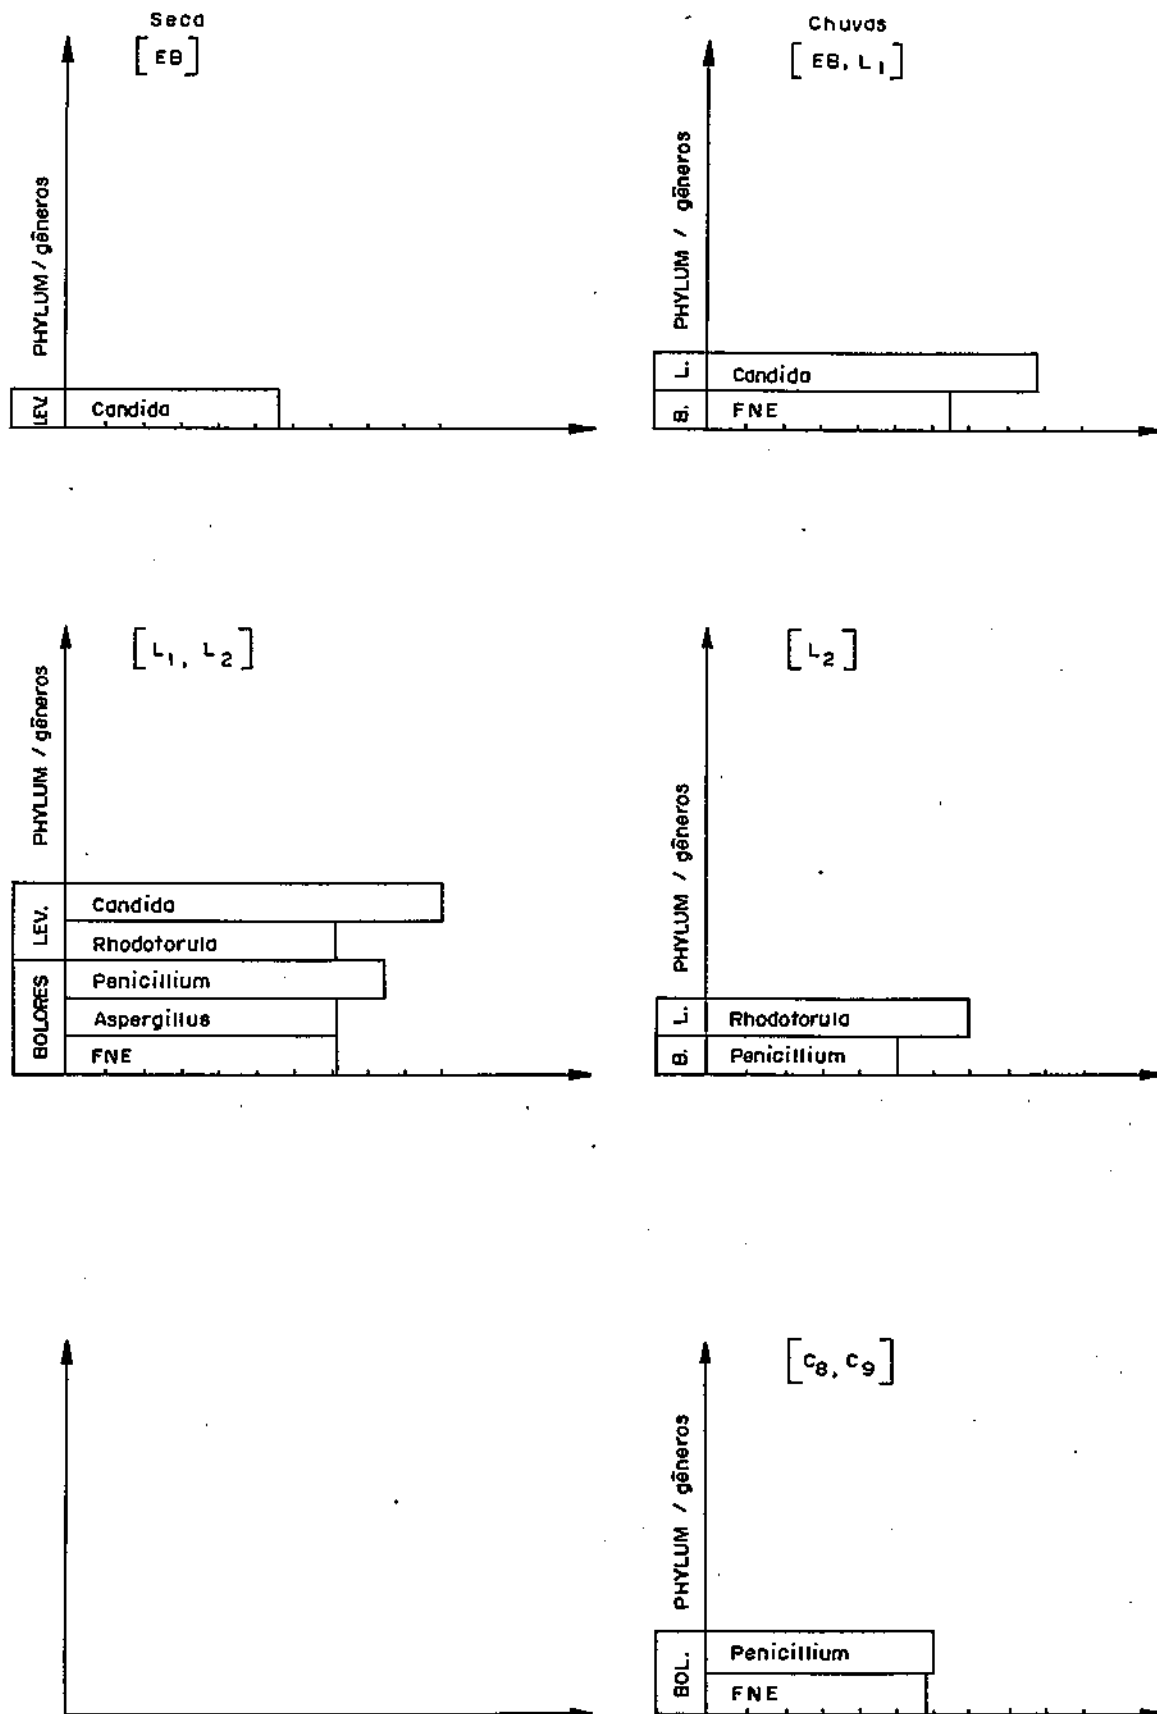 Seca
[EB]
PHYLUM / gêneros
LEV.
Candida
Chuvas
[EB, L1]
PHYLUM / gêneros
L.
Candida
B.
FNE
[L1, L2]
PHYLUM / gêneros
LEV.
Candida
Rhodotorula
BOLORES
Penicillium
Aspergillus
FNE
[L2]
PHYLUM / gêneros
L.
Rhodotorula
B.
Penicillium
[C8, C9]
PHYLUM / gêneros
BOL.
Penicillium
FNE